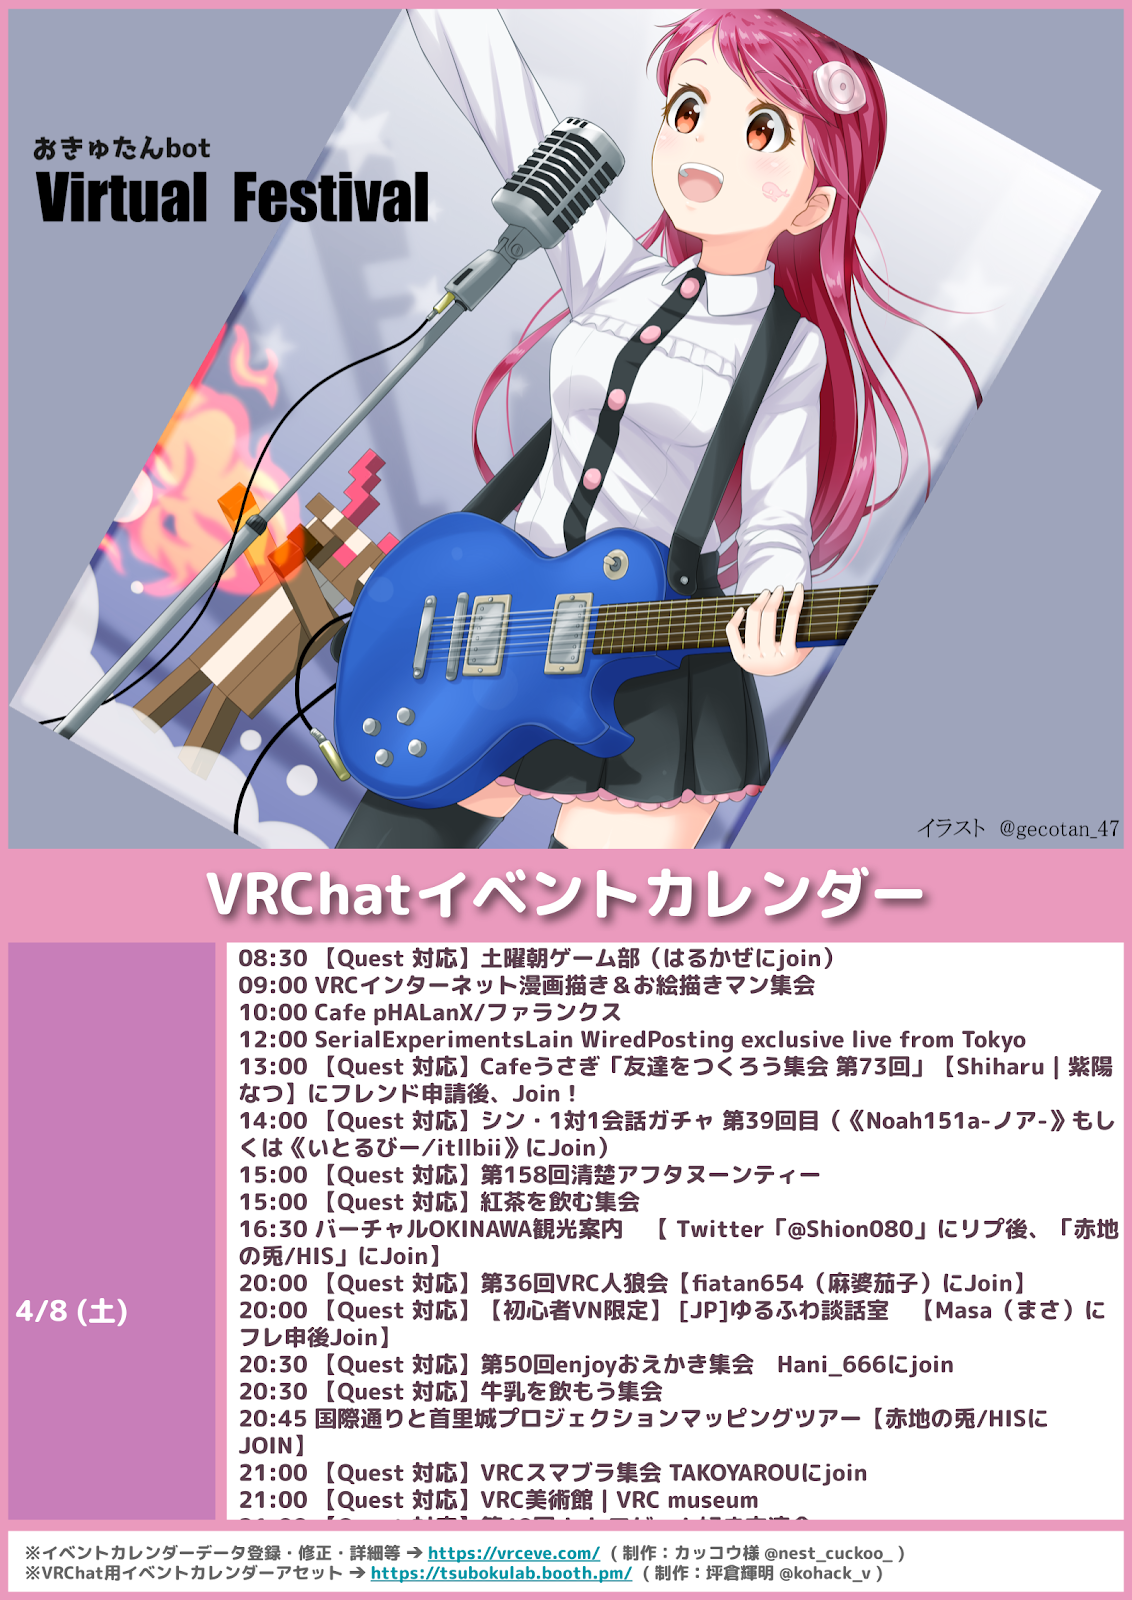 おきゅたんbot
Virtual Festival
イラスト @gecotan_47
VRChatイベントカレンダー
4/8 (土)
08:30 【Quest 対応】土曜朝ゲーム部（はるかぜにjoin）
09:00 VRCインターネット漫画描き＆お絵描きマン集会
10:00 Cafe pHALanX/ファランクス
12:00 SerialExperimentsLain WiredPosting exclusive live from Tokyo
13:00 【Quest 対応】Cafeうさぎ「友達をつくろう集会 第73回」【Shiharu | 紫陽
なつ】にフレンド申請後、Join！
14:00 【Quest 対応】シン・1対1会話ガチャ 第39回目（《Noah151a-ノア-》もし
くは《いとるびー/itllbii》にJoin）
15:00 【Quest 対応】第158回清楚アフタヌーンティー
15:00 【Quest 対応】紅茶を飲む集会
16:30 バーチャルOKINAWA観光案内　【 Twitter「@Shion080」にリプ後、「赤地
の兎/HIS」にJoin】
20:00 【Quest 対応】第36回VRC人狼会【fiatan654（麻婆茄子）にJoin】
20:00 【Quest 対応】【初心者VN限定】 [JP]ゆるふわ談話室　【Masa（まさ）に
フレ申後Join】
20:30 【Quest 対応】第50回enjoyおえかき集会　Hani_666にjoin
20:30 【Quest 対応】牛乳を飲もう集会
20:45 国際通りと首里城プロジェクションマッピングツアー【赤地の兎/HISに
JOIN】
21:00 【Quest 対応】VRCスマブラ集会 TAKOYAROUにjoin
21:00 【Quest 対応】VRC美術館 | VRC museum
※イベントカレンダーデータ登録・修正・詳細等 ➔ https://vrceve.com/ （ 制作：カッコウ様 @nest_cuckoo_ ）
※VRChat用イベントカレンダーアセット ➔ https://tsubokulab.booth.pm/ （ 制作：坪倉輝明 @kohack_v ）